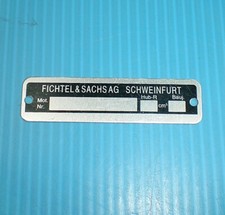 FICHTEL & SACHS AG SCHWEINFURT
Mot. Hub-R Bauj.
Nr. cm³